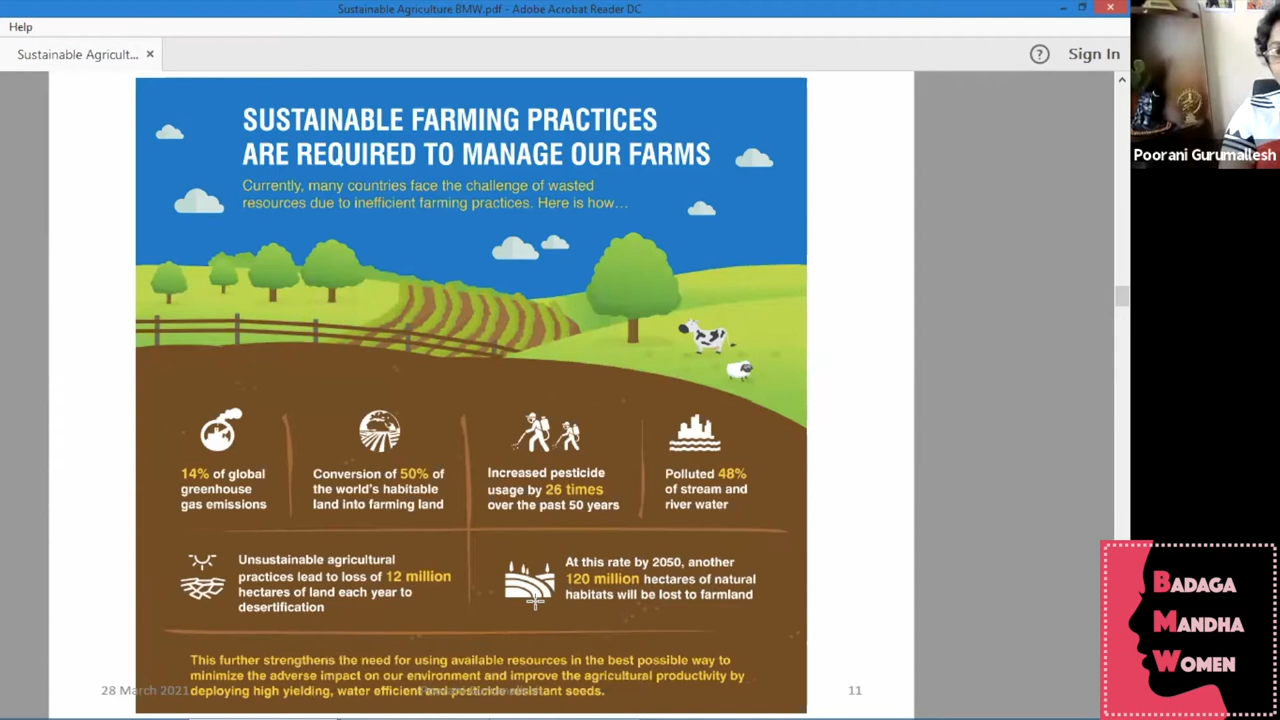 Sustainable Agriculture BMW.pdf - Adobe Acrobat Reader DC
Help
Sustainable Agricult...
Sign In
Poorani Gurumallesh
SUSTAINABLE FARMING PRACTICES
ARE REQUIRED TO MANAGE OUR FARMS
Currently, many countries face the challenge of wasted
resources due to inefficient farming practices. Here is how...
14% of global
greenhouse
gas emissions
Conversion of 50% of
the world's habitable
land into farming land
Increased pesticide
usage by 26 times
over the past 50 years
Polluted 48%
of stream and
river water
Unsustainable agricultural
practices lead to loss of 12 million
hectares of land each year to
desertification
At this rate by 2050, another
120 million hectares of natural
habitats will be lost to farmland
This further strengthens the need for using available resources in the best possible way to
minimize the adverse impact on our environment and improve the agricultural productivity by
deploying high yielding, water efficient and pesticide resistant seeds.
28 March 2021
11
BADAGA
MANDHA
WOMEN